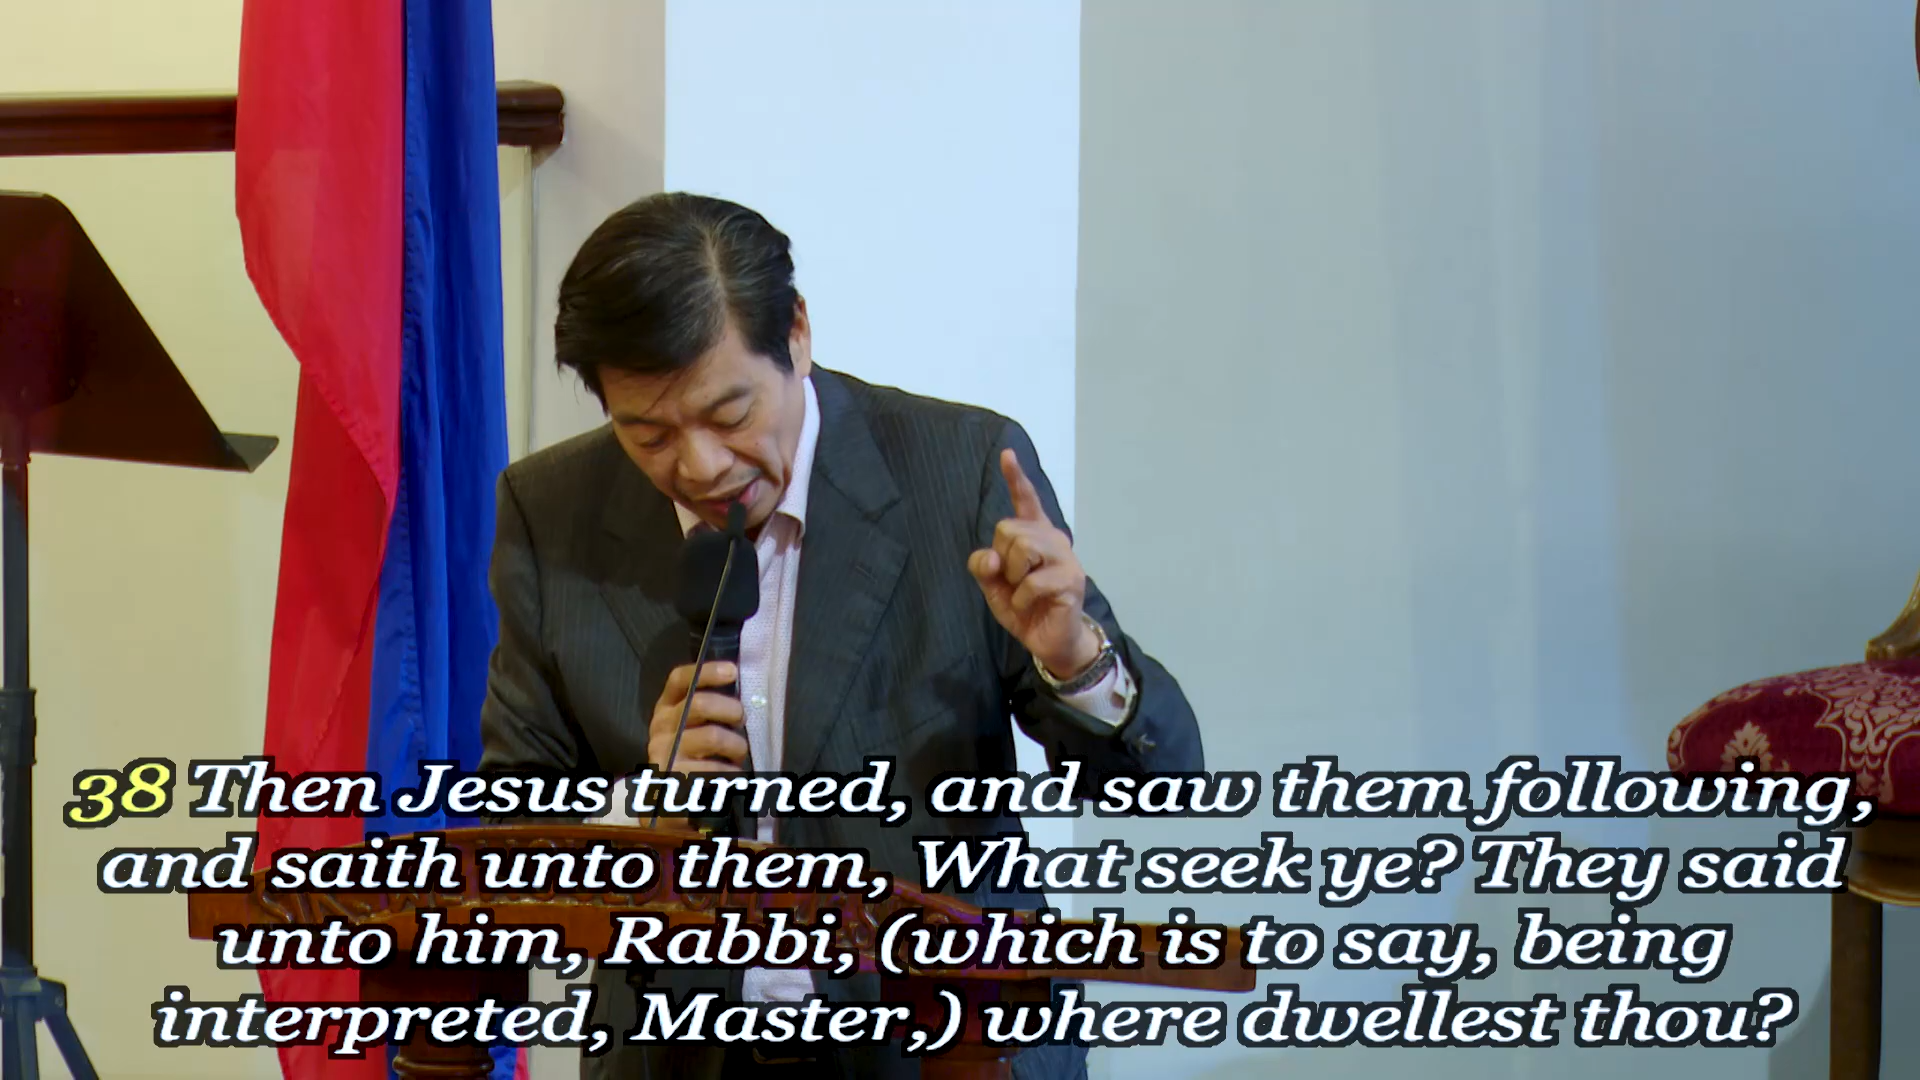 38 Then Jesus turned, and saw them following,
and saith unto them, What seek ye? They said
unto him, Rabbi, (which is to say, being
interpreted, Master,) where dwellest thou?